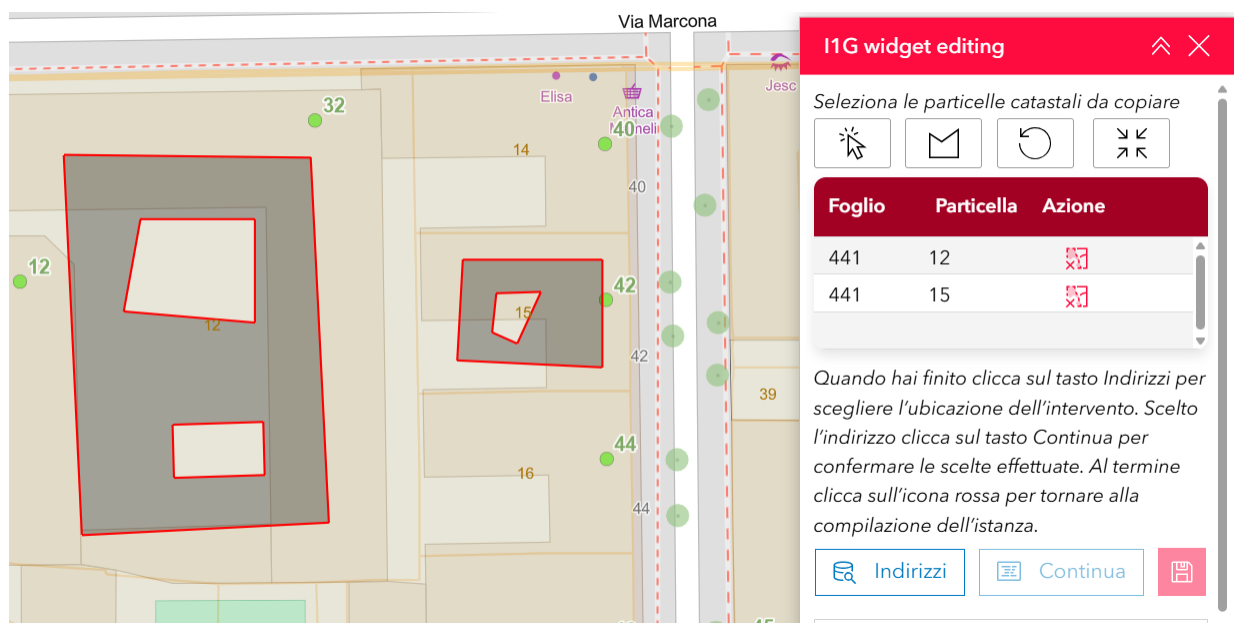 Via Marcona
I1G widget editing
Seleziona le particelle catastali da copiare
Foglio Particella Azione
441 12
441 15
Quando hai finito clicca sul tasto Indirizzi per
scegliere l'ubicazione dell'intervento. Scelto
l'indirizzo clicca sul tasto Continua per
confermare le scelte effettuate. Al termine
clicca sull'icona rossa per tornare alla
compilazione dell'istanza.
Indirizzi
Continua
Elisa
Jesc
Antica
32
40
14
40
12
42
15
12
42
39
44
16
44